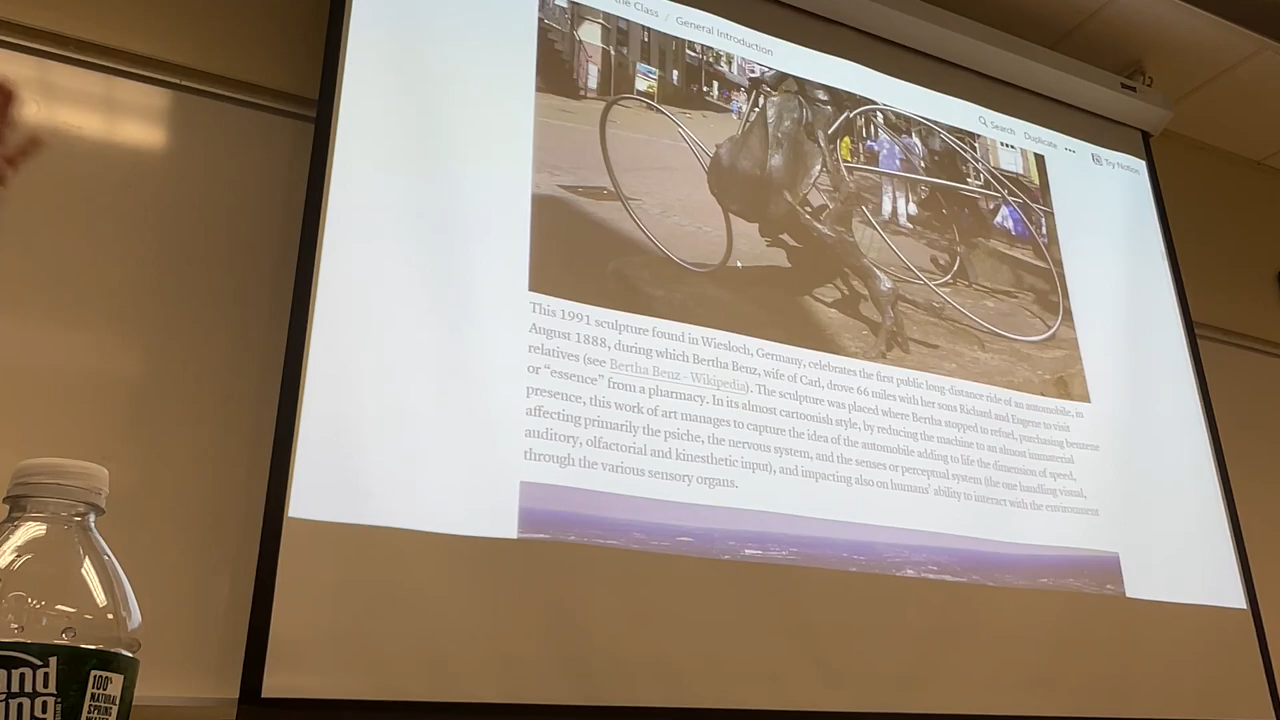 the Class / General Introduction
Search Duplicate ••• Try Notion
This 1991 sculpture found in Wiesloch, Germany, celebrates the first public long-distance ride of an automobile, in
August 1888, during which Bertha Benz, wife of Carl, drove 66 miles with her sons Richard and Eugene to visit
relatives (see Bertha Benz - Wikipedia). The sculpture was placed where Bertha stopped to refuel, purchasing benzene
or “essence” from a pharmacy. In its almost cartoonish style, by reducing the machine to an almost immaterial
presence, this work of art manages to capture the idea of the automobile adding to life the dimension of speed,
affecting primarily the psiche, the nervous system, and the senses or perceptual system (the one handling visual,
auditory, olfactorial and kinesthetic input), and impacting also on humans' ability to interact with the environment
through the various sensory organs.
and
ing
100%
NATURAL
SPRING
WATER